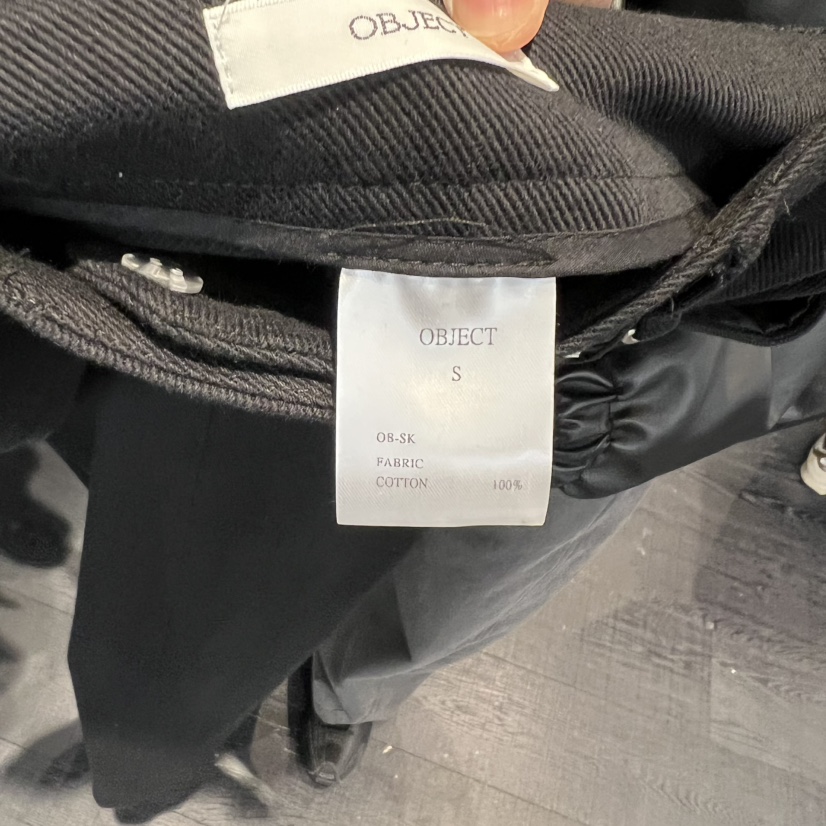 OBJECT
OBJECT
S
OB-SK
FABRIC
COTTON 100%